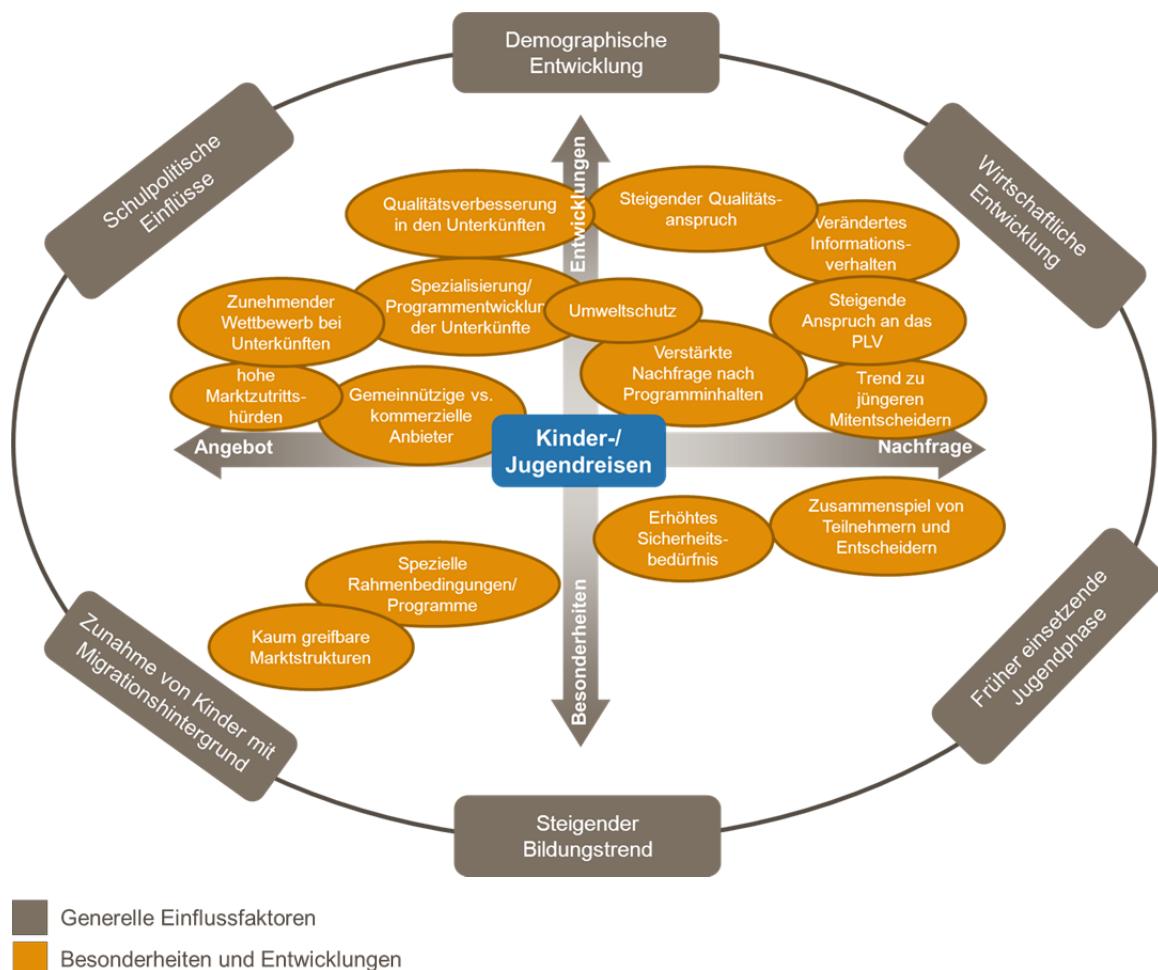 Demographische
Entwicklung
Schulpolitische
Einflüsse
Wirtschaftliche
Entwicklung
Entwicklungen
Qualitätsverbesserung
in den Unterkünften
Steigender Qualitäts-
anspruch
Verändertes
Informations-
verhalten
Zunehmender
Wettbewerb bei
Unterkünften
Spezialisierung/
Programmentwicklung
der Unterkünfte
Umweltschutz
Steigende
Anspruch an das
PLV
hohe
Marktzutritts-
hürden
Gemeinnützige vs.
kommerzielle
Anbieter
Verstärkte
Nachfrage nach
Programminhalten
Trend zu
jüngeren
Mitentscheidern
Angebot
Kinder-/
Jugendreisen
Nachfrage
Erhöhtes
Sicherheits-
bedürfnis
Zusammenspiel von
Teilnehmern und
Entscheidern
Spezielle
Rahmenbedingungen/
Programme
Kaum greifbare
Marktstrukturen
Besonderheiten
Zunahme von Kinder mit
Migrationshintergrund
Früher einsetzende
Jugendphase
Steigender
Bildungstrend
Generelle Einflussfaktoren
Besonderheiten und Entwicklungen